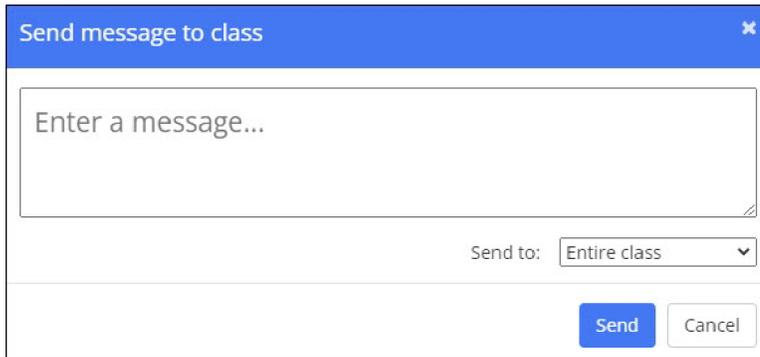 Send message to class
Enter a message...
Send to: Entire class
Send Cancel